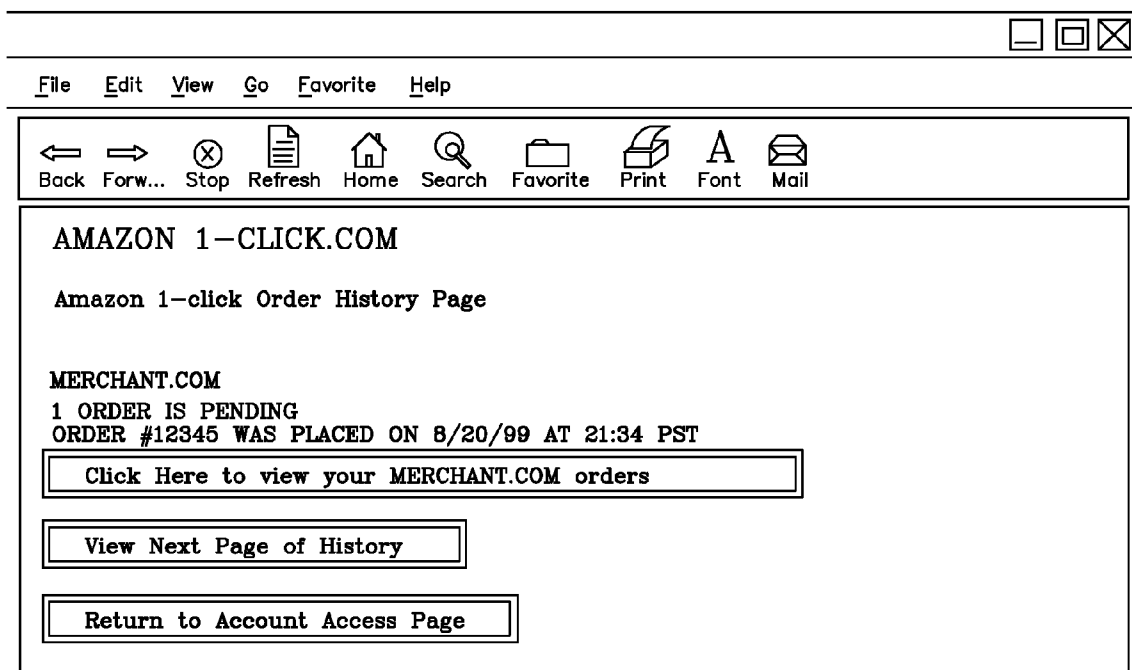 File Edit View Go Favorite Help
Back Forw... Stop Refresh Home Search Favorite Print Font Mail
AMAZON 1-CLICK.COM
Amazon 1-click Order History Page
MERCHANT.COM
1 ORDER IS PENDING
ORDER #12345 WAS PLACED ON 8/20/99 AT 21:34 PST
Click Here to view your MERCHANT.COM orders
View Next Page of History
Return to Account Access Page